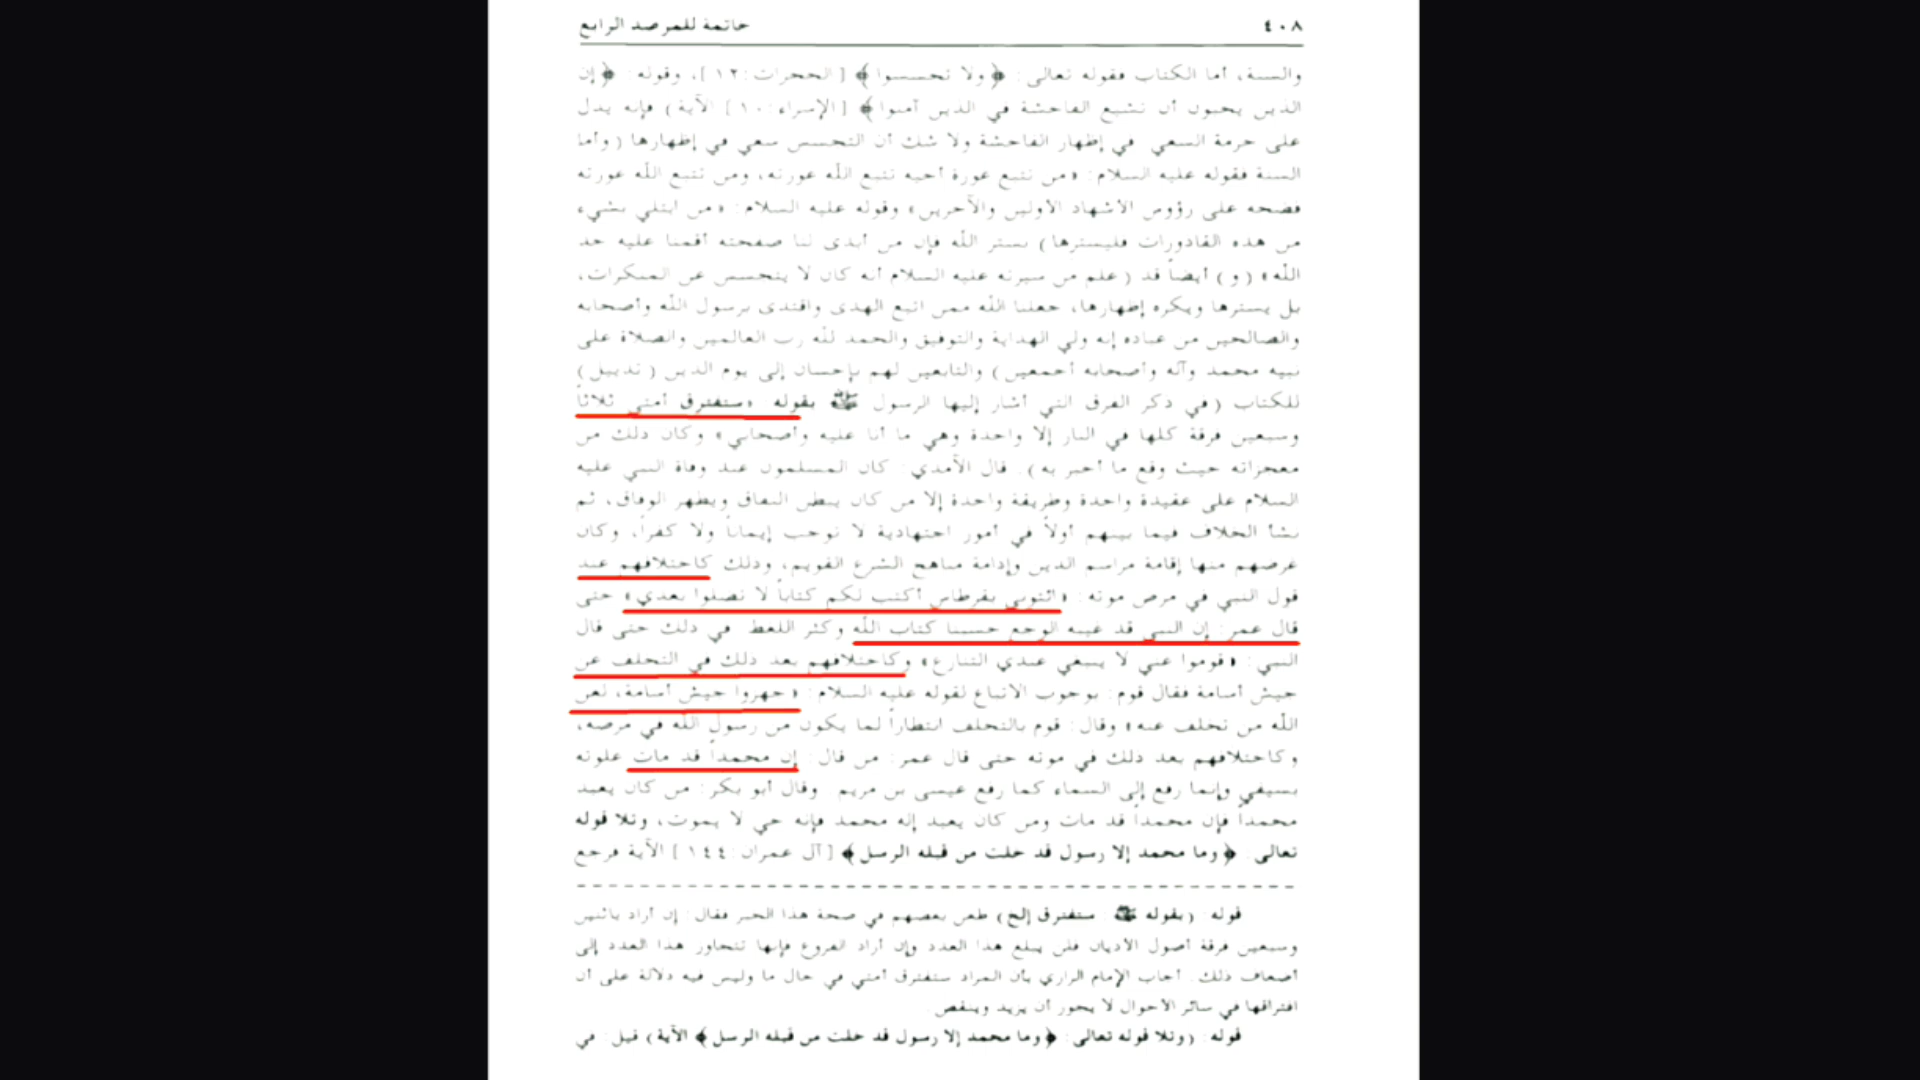 ٤٠٨ خاتمة للمرصد الرابع
والسنة، أما الكتاب فقوله تعالى: ﴿ولا تجسسوا﴾ [الحجرات:١٢]، وقوله: ﴿إن
الذين يحبون أن تشيع الفاحشة في الذين آمنوا﴾ [الإسراء:١٠] الآية) فإنه يدل
على حرمة السعي في إظهار الفاحشة ولا شك أن التجسس سعي في إظهارها (وأما
السنة فقوله عليه السلام: «من تتبع عورة أخيه تتبع الله عورته، ومن تتبع الله عورته
فضحه على رؤوس الأشهاد الأولين والآخرين» وقوله عليه السلام: «من ابتلي بشيء
من هذه القاذورات فليسترها) بستر الله فإن من أبدى لنا صفحته أقمنا عليه حد
الله» (و) أيضاً قد (علم من سيرته عليه السلام أنه كان لا يتجسس عن المنكرات،
بل يسترها ويكره إظهارها، جعلنا الله ممن اتبع الهدى واقتدى برسول الله وأصحابه
والصالحين من عباده إنه ولي الهداية والتوفيق والحمد لله رب العالمين والصلاة على
نبيه محمد وآله وأصحابه أجمعين) والتابعين لهم بإحسان إلى يوم الدين (تذييل)
للكتاب (في ذكر الفرق التي أشار إليها الرسول ﷺ بقوله «ستفترق أمتي ثلاثاً
وسبعين فرقة كلها في النار إلا واحدة وهي ما أنا عليه وأصحابي» وكان ذلك من
معجزاته حيث وقع ما أخبر به). قال الآمدي: كان المسلمون عند وفاة النبي عليه
السلام على عقيدة واحدة وطريقة واحدة إلا من كان يبطن النفاق ويظهر الوفاق، ثم
نشأ الخلاف فيما بينهم أولاً في أمور اجتهادية لا توجب إيماناً ولا كفراً، وكان
غرضهم منها إقامة مراسم الدين وإدامة مناهج الشرع القويم، وذلك كاختلافهم عند
قول النبي في مرض موته: «ائتوني بقرطاس أكتب لكم كتاباً لا تضلوا بعدي» حتى
قال عمر: إن النبي قد غلبه الوجع حسبنا كتاب الله وكثر اللغط في ذلك حتى قال
النبي: «قوموا عني لا ينبغي عندي التنازع» وكاختلافهم بعد ذلك في التخلف عن
جيش أسامة فقال قوم: بوجوب الاتباع لقوله عليه السلام: «جهزوا جيش أسامة، لعن
الله من تخلف عنه» وقال: قوم بالتخلف انتظاراً لما يكون من رسول الله في مرضه،
وكاختلافهم بعد ذلك في موته حتى قال عمر: من قال: إن محمداً قد مات علوته
بسيفي وإنما رفع إلى السماء كما رفع عيسى بن مريم. وقال أبو بكر: من كان يعبد
محمداً فإن محمداً قد مات ومن كان يعبد إله محمد فإنه حي لا يموت، وتلا قوله
تعالى: ﴿وما محمد إلا رسول قد خلت من قبله الرسل﴾ [آل عمران:١٤٤] الآية فرجع
قوله: (بقوله ﷺ ستفترق إلخ) طعن بعضهم في صحة هذا الخبر فقال: إن أراد باثنين
وسبعين فرقة أصول الأديان فلن يبلغ هذا العدد وإن أراد الفروع فإنها تتجاوز هذا العدد إلى
أضعاف ذلك. أجاب الإمام الرازي بأن المراد ستفترق أمتي في حال ما وليس فيه دلالة على أن
افتراقها في سائر الأحوال لا يجوز أن يزيد وينقص
قوله: (وتلا قوله تعالى: ﴿وما محمد إلا رسول قد خلت من قبله الرسل﴾ الآية) قيل: في